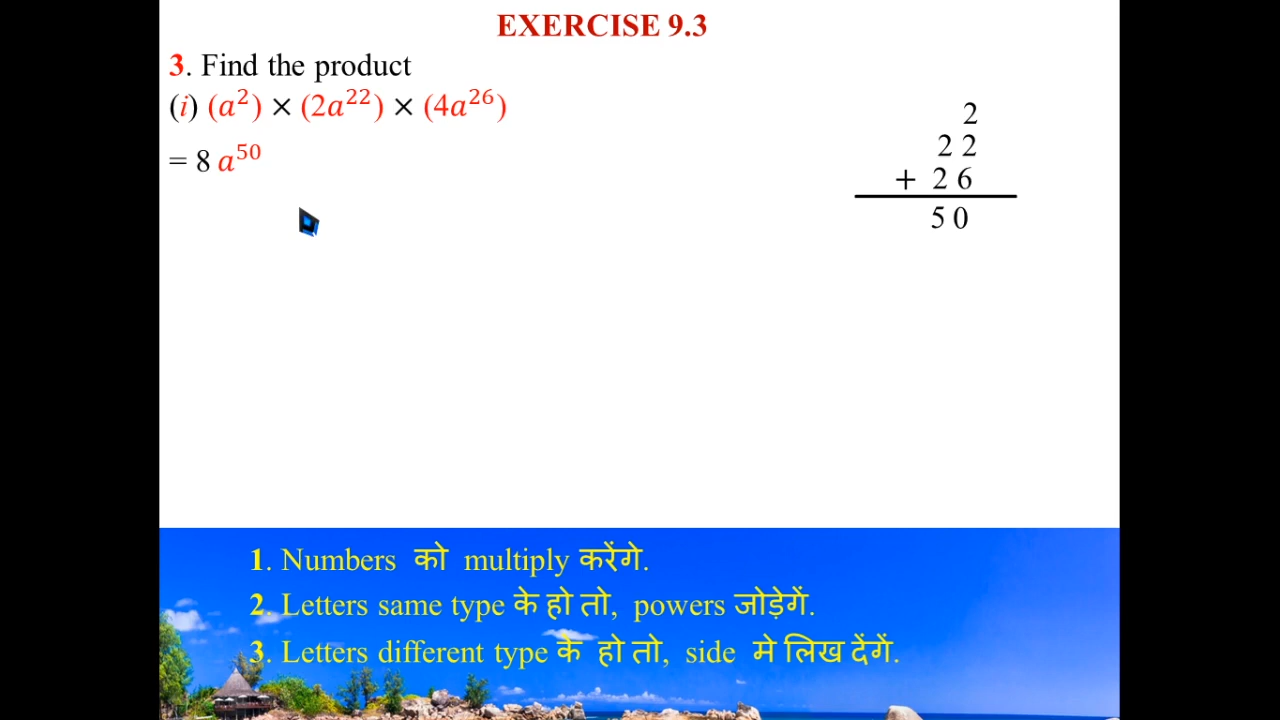 EXERCISE 9.3
3. Find the product
(i) (a²) × (2a²²) × (4a²⁶)
= 8 a⁵⁰
2
2 2
+ 2 6
5 0
1. Numbers को multiply करेंगे.
2. Letters same type के हो तो, powers जोड़ेगें.
3. Letters different type के हो तो, side मे लिख देंगें.